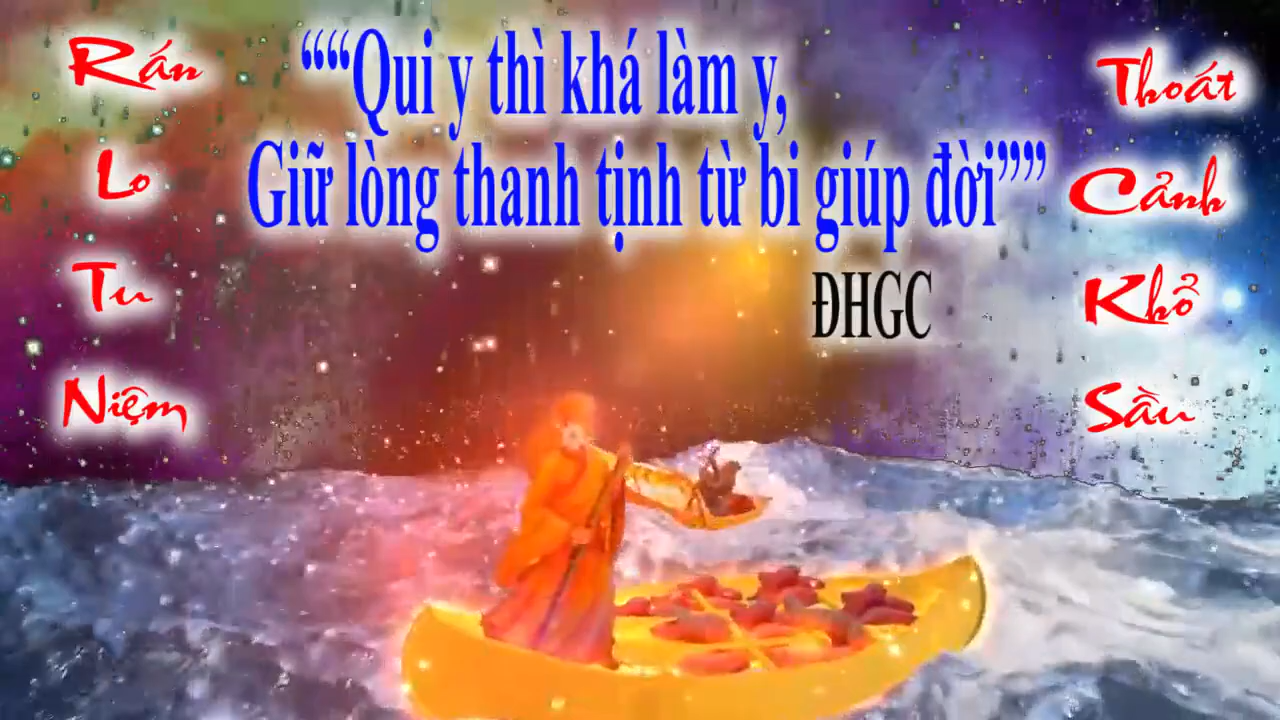 Rán
Lo
Tu
Niệm
““Qui y thì khá làm y,
Giữ lòng thanh tịnh từ bi giúp đời””
ĐHGC
Thoát
Cảnh
Khổ
Sầu